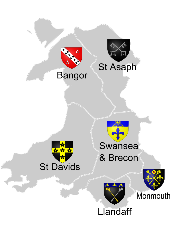 St Asaph
Bangor
Swansea
& Brecon
St Davids
Monmouth
Llandaff